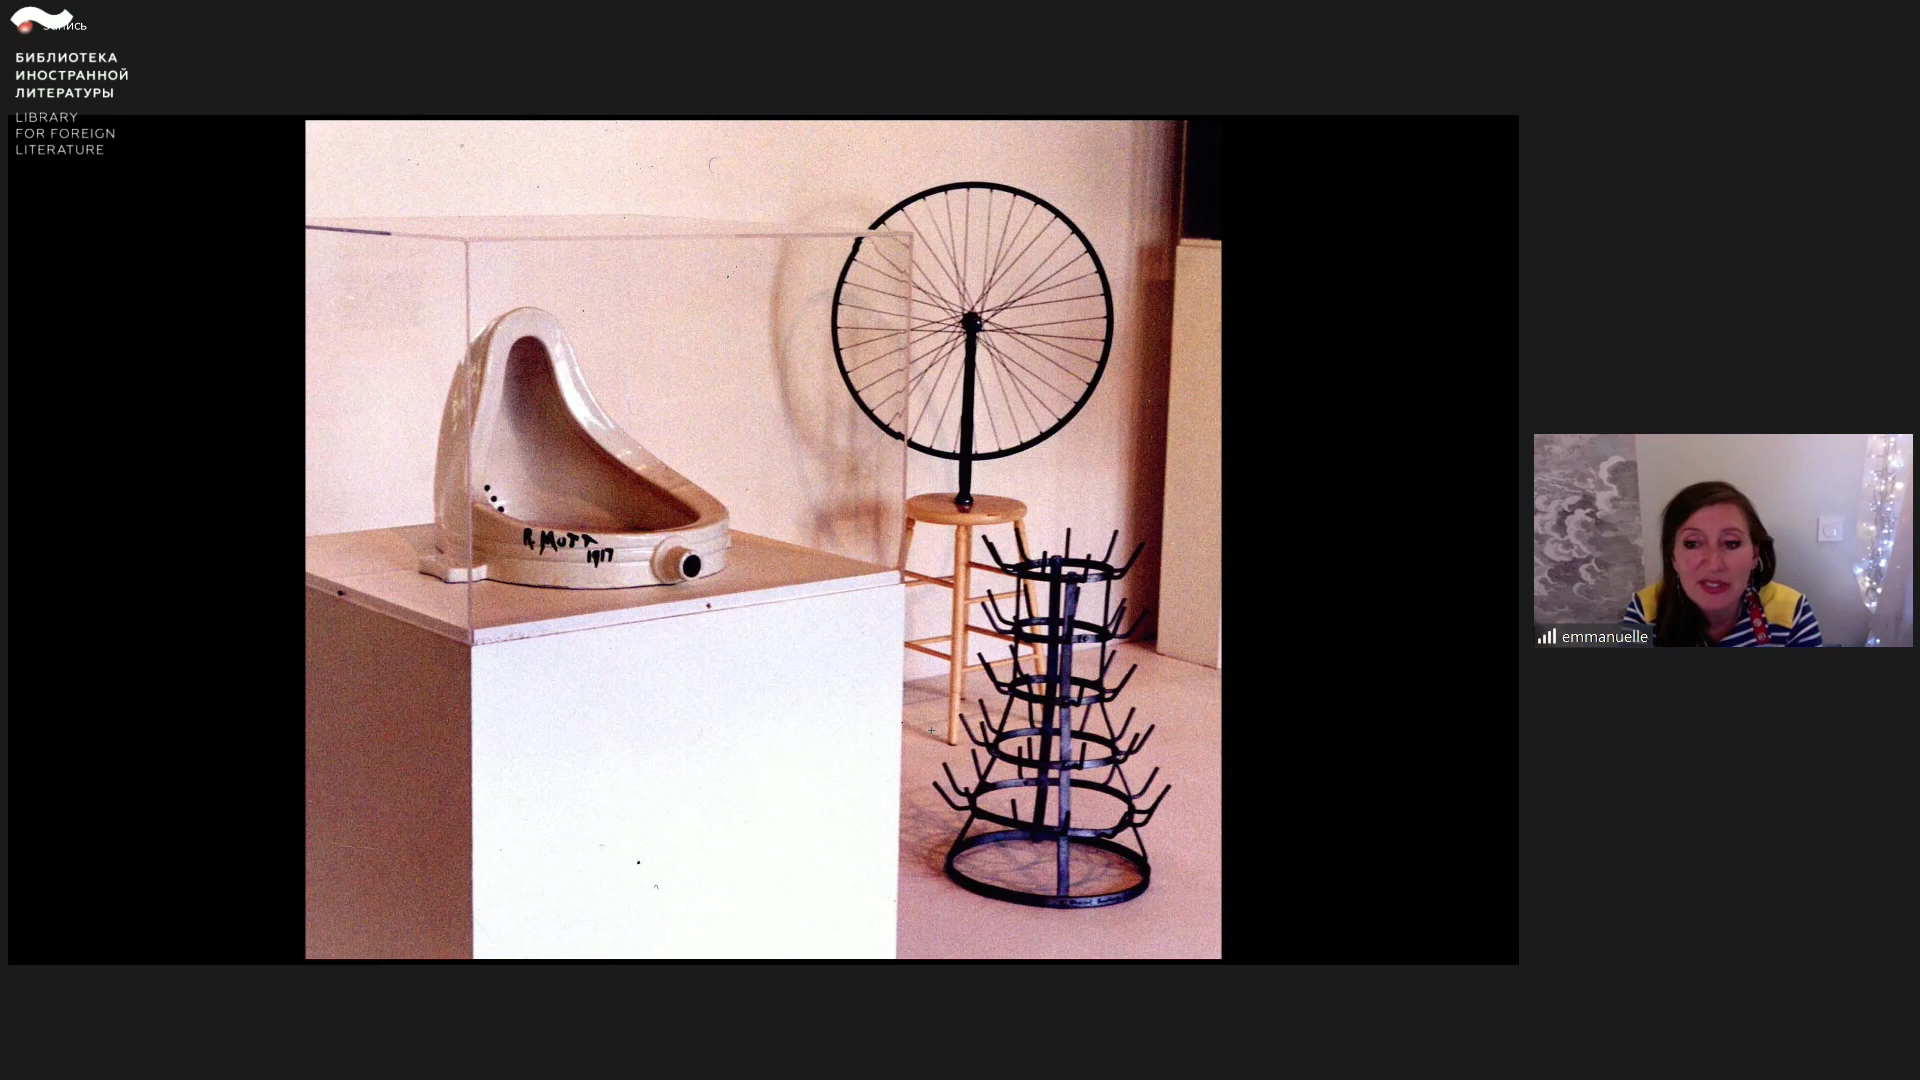 Запись
БИБЛИОТЕКА
ИНОСТРАННОЙ
ЛИТЕРАТУРЫ
LIBRARY
FOR FOREIGN
LITERATURE
R. MUTT
1917
emmanuelle